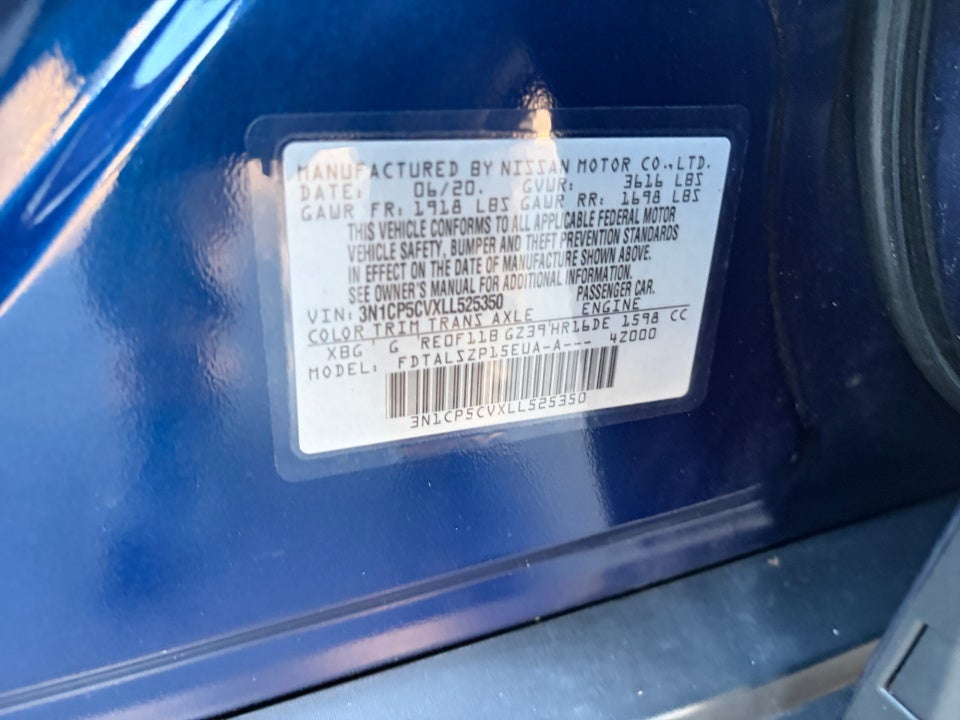 MANUFACTURED BY NISSAN MOTOR CO.,LTD.
DATE: 06/20. GVWR: 3616 LBS
GAWR FR: 1918 LBS GAWR RR: 1698 LBS
THIS VEHICLE CONFORMS TO ALL APPLICABLE FEDERAL MOTOR
VEHICLE SAFETY, BUMPER AND THEFT PREVENTION STANDARDS
IN EFFECT ON THE DATE OF MANUFACTURE SHOWN ABOVE.
SEE OWNER'S MANUAL FOR ADDITIONAL INFORMATION.
VIN: 3N1CP5CVXLL525350 PASSENGER CAR.
COLOR TRIM TRANS AXLE ENGINE
XBG G RE0F11B GZ39 HR16DE 1598 CC
MODEL: FDTALSZP15EUA-A--- 4Z000
3N1CP5CVXLL525350